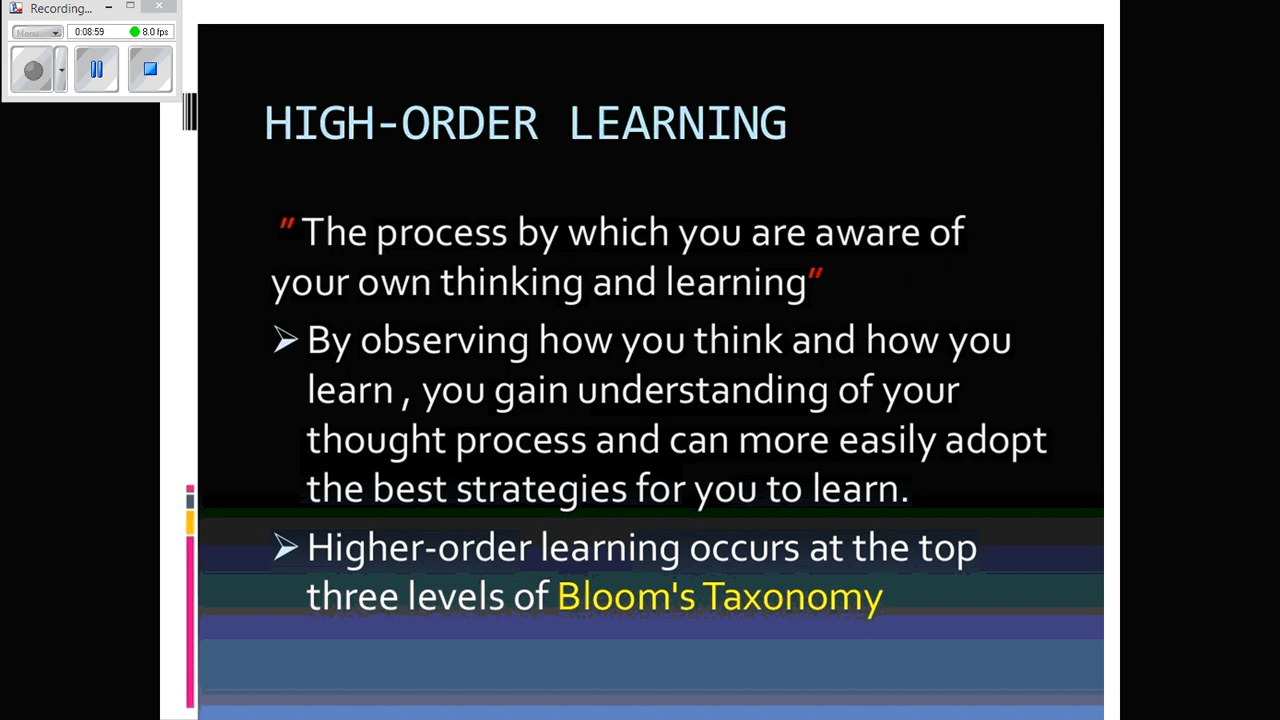 Recording...
Menu
0:08:59
8.0 fps
HIGH-ORDER LEARNING
" The process by which you are aware of
your own thinking and learning"
By observing how you think and how you
learn , you gain understanding of your
thought process and can more easily adopt
the best strategies for you to learn.
Higher-order learning occurs at the top
three levels of Bloom's Taxonomy